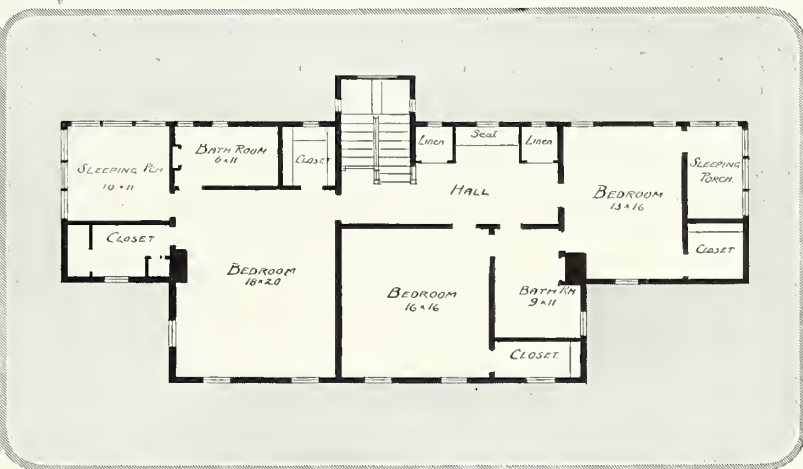 SLEEPING PCH
10 x 11
BATH ROOM
6 x 11
CLOSET
LINEN
Seat
LINEN
HALL
BEDROOM
13 x 16
SLEEPING
PORCH.
CLOSET
CLOSET
BEDROOM
18 x 20
BEDROOM
16 x 16
BATH RM
9 x 11
CLOSET